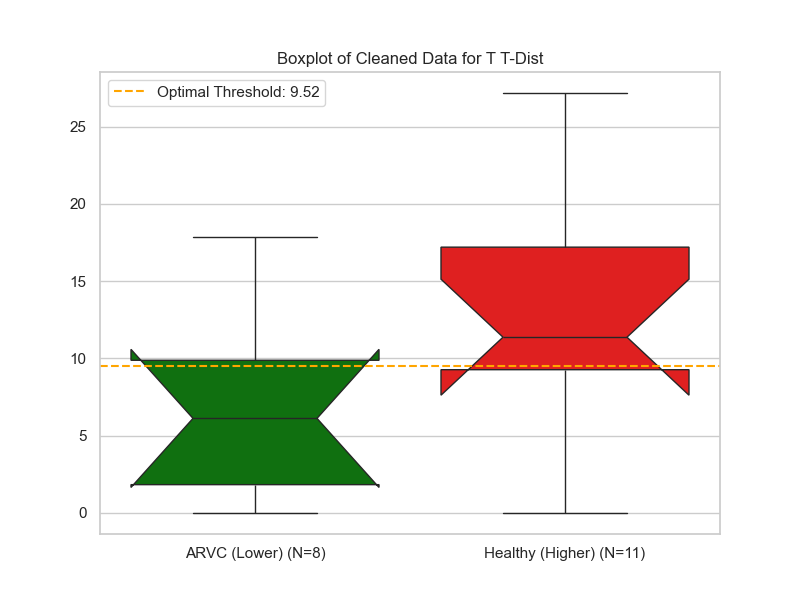 Boxplot of Cleaned Data for T T-Dist
Optimal Threshold: 9.52
25
20
15
10
5
0
ARVC (Lower) (N=8)
Healthy (Higher) (N=11)